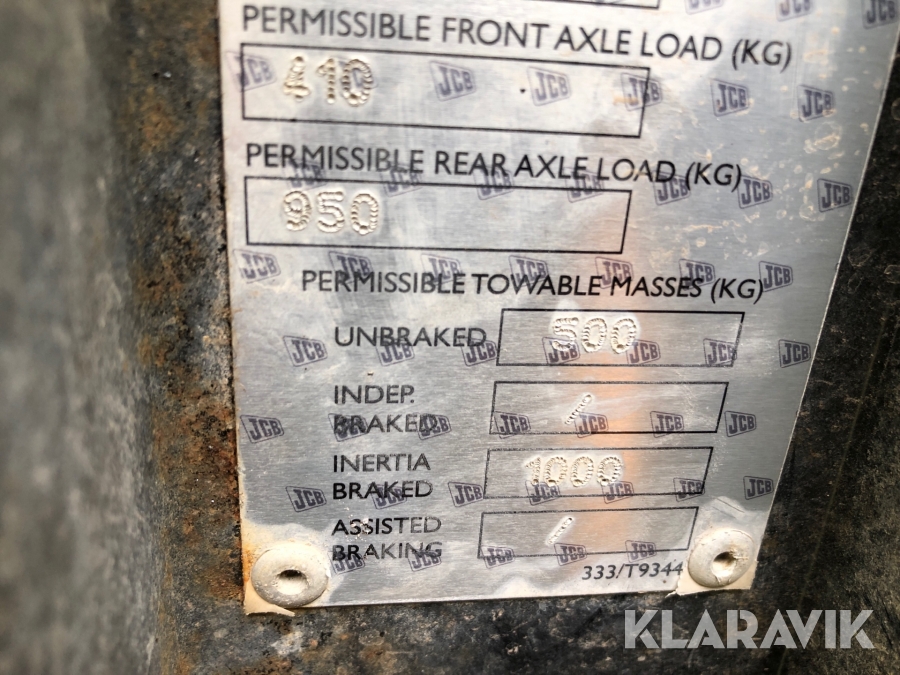 PERMISSIBLE FRONT AXLE LOAD (KG)
410
PERMISSIBLE REAR AXLE LOAD (KG)
950
PERMISSIBLE TOWABLE MASSES (KG)
UNBRAKED 500
INDEP.
BRAKED /
INERTIA
BRAKED 1000
ASSISTED
BRAKING /
333/T9344
JCB
KLARAVIK